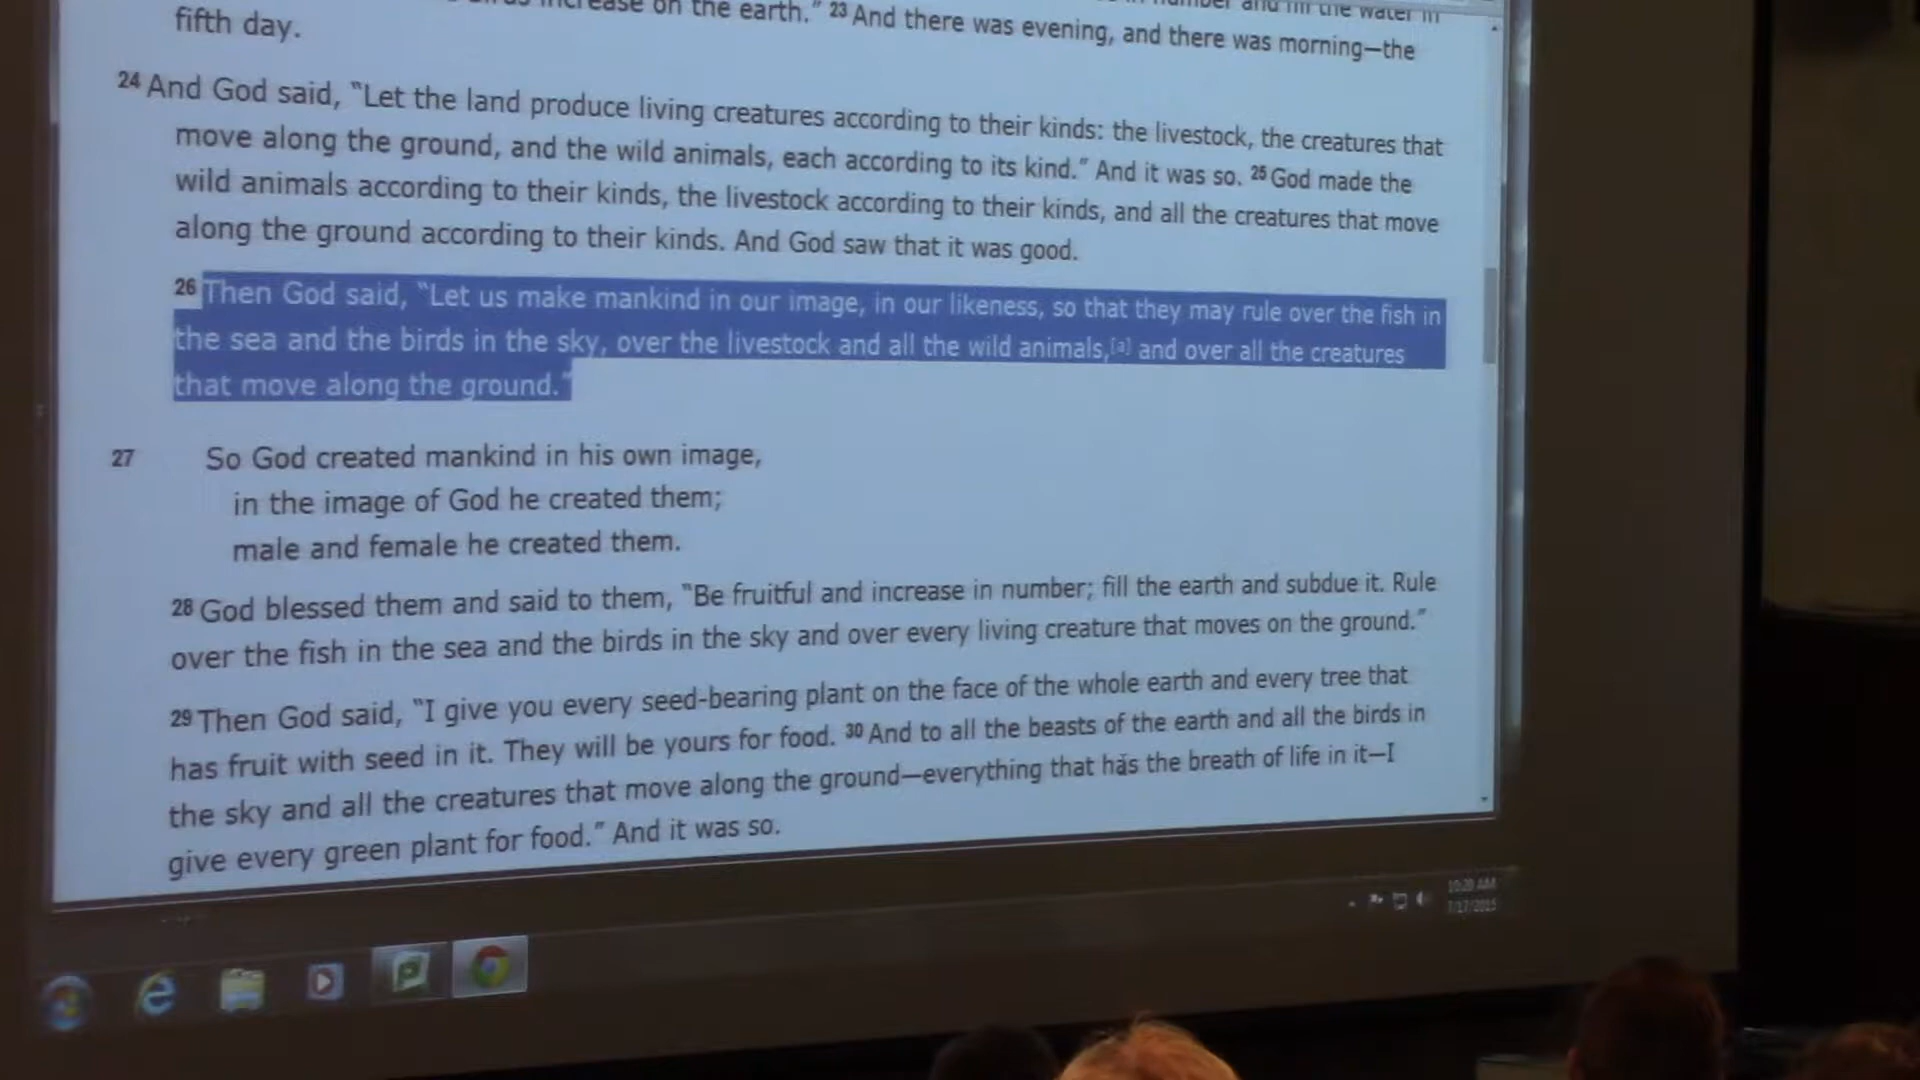 increase on the earth.” 23 And there was evening, and there was morning—the
fifth day.
24 And God said, “Let the land produce living creatures according to their kinds: the livestock, the creatures that
move along the ground, and the wild animals, each according to its kind.” And it was so. 25 God made the
wild animals according to their kinds, the livestock according to their kinds, and all the creatures that move
along the ground according to their kinds. And God saw that it was good.
26 Then God said, “Let us make mankind in our image, in our likeness, so that they may rule over the fish in
the sea and the birds in the sky, over the livestock and all the wild animals,[a] and over all the creatures
that move along the ground.”
27 So God created mankind in his own image,
in the image of God he created them;
male and female he created them.
28 God blessed them and said to them, “Be fruitful and increase in number; fill the earth and subdue it. Rule
over the fish in the sea and the birds in the sky and over every living creature that moves on the ground.”
29 Then God said, “I give you every seed-bearing plant on the face of the whole earth and every tree that
has fruit with seed in it. They will be yours for food. 30 And to all the beasts of the earth and all the birds in
the sky and all the creatures that move along the ground—everything that has the breath of life in it—I
give every green plant for food.” And it was so.